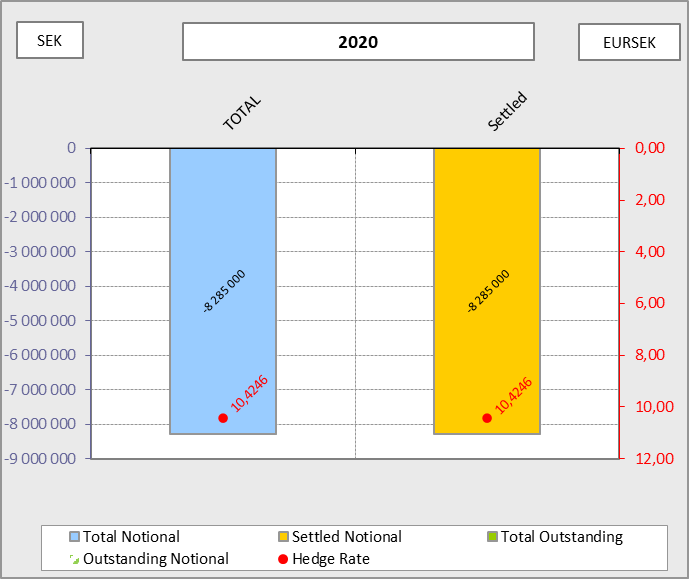 SEK
2020
EURSEK
TOTAL
Settled
0
-1 000 000
-2 000 000
-3 000 000
-4 000 000
-5 000 000
-6 000 000
-7 000 000
-8 000 000
-9 000 000
-8 285 000
10,4246
-8 285 000
10,4246
0,00
2,00
4,00
6,00
8,00
10,00
12,00
Total Notional
Settled Notional
Total Outstanding
Outstanding Notional
Hedge Rate